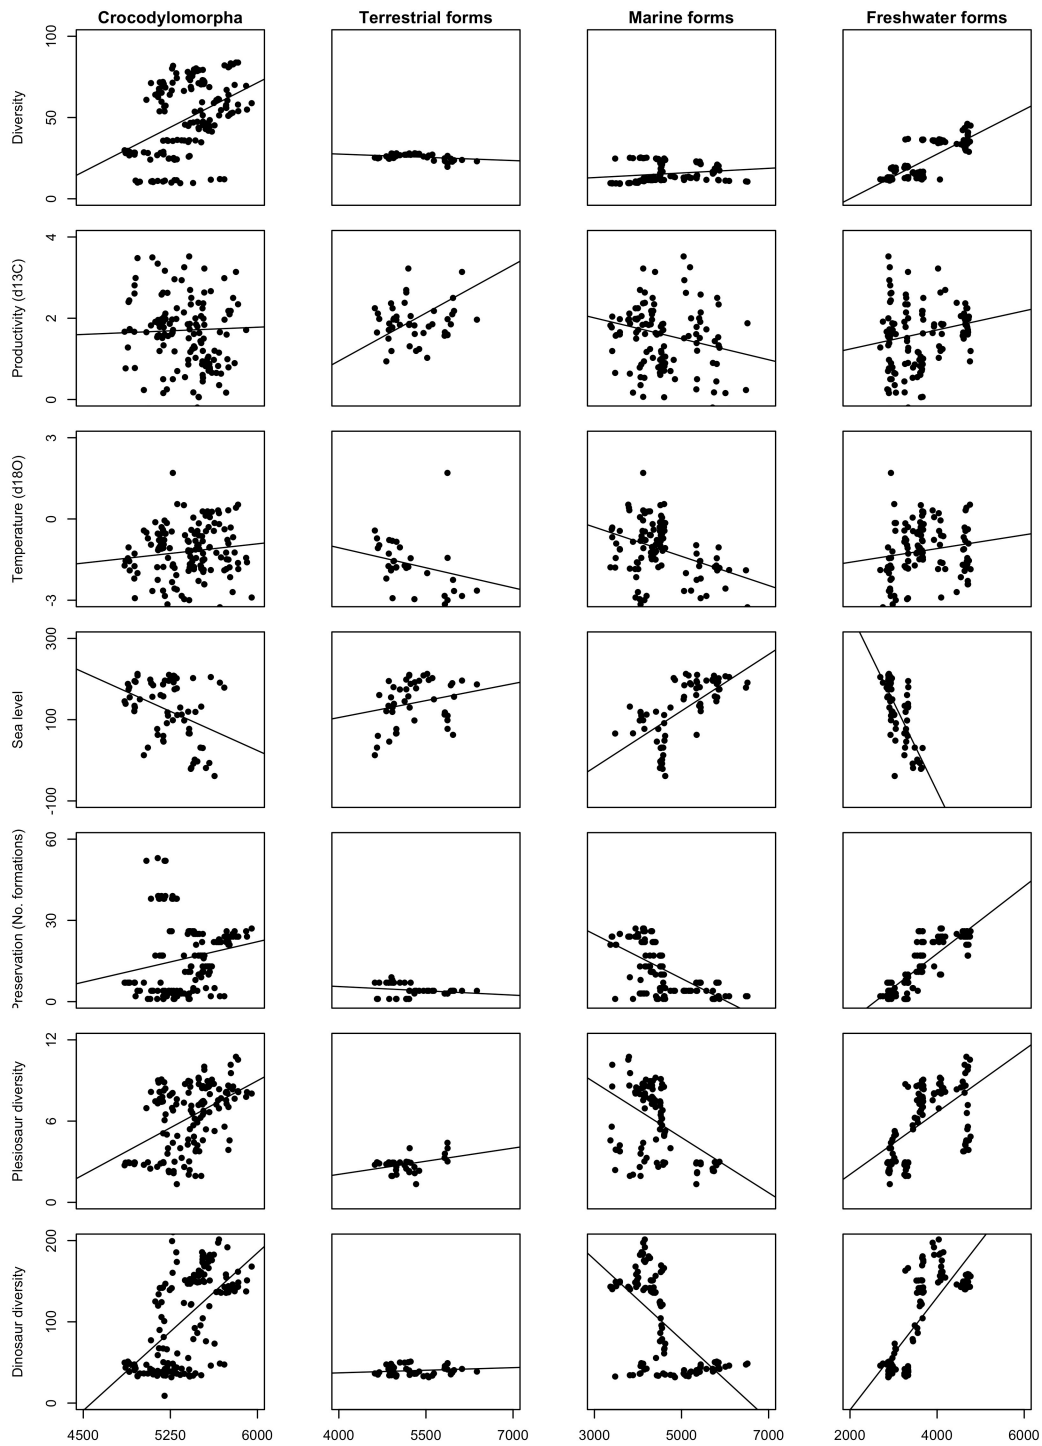 Crocodylomorpha Terrestrial forms Marine forms Freshwater forms
Diversity
100
50
0
Productivity (d13C)
4
2
0
Temperature (d18O)
3
0
-3
Sea level
300
100
-100
Preservation (No. formations)
60
30
0
Plesiosaur diversity
12
6
0
Dinosaur diversity
200
100
0
4500 5250 6000 4000 5500 7000 3000 5000 7000 2000 4000 6000